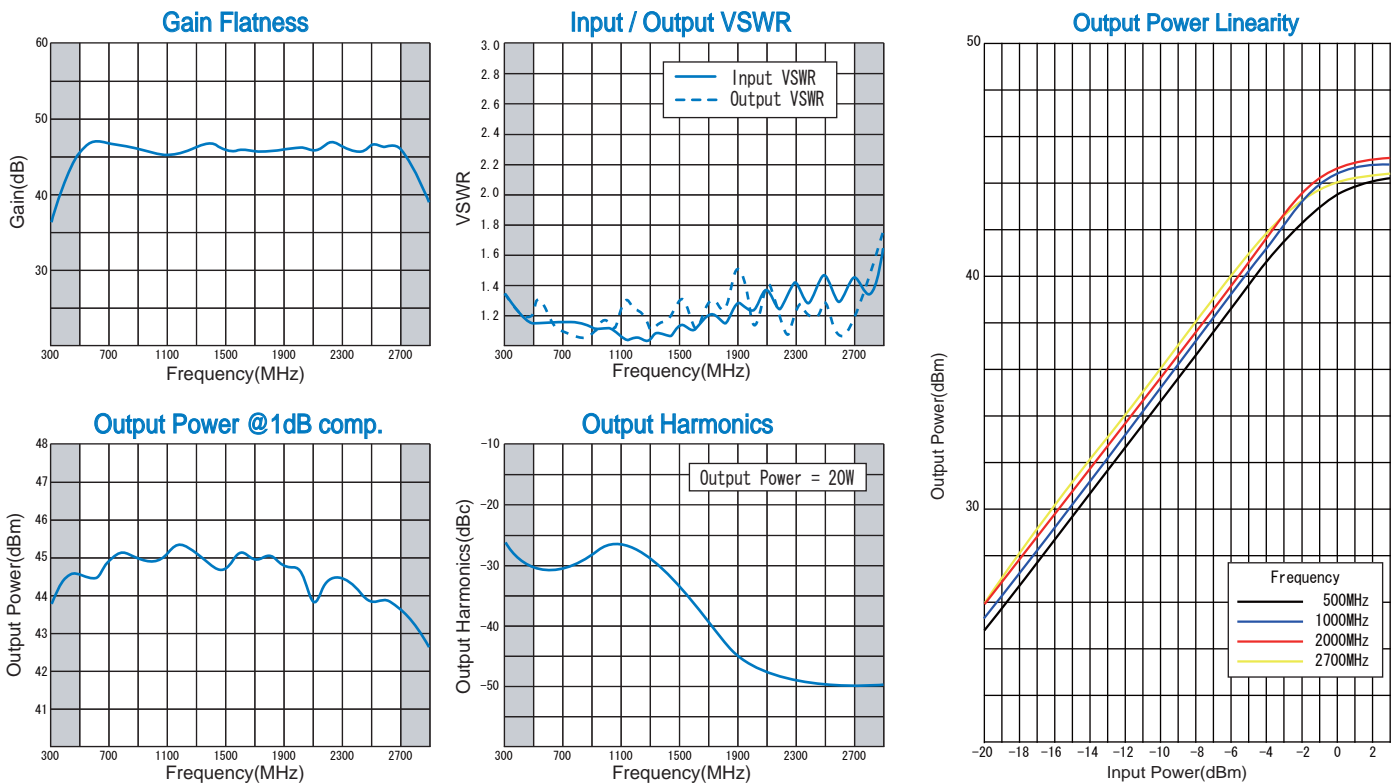 Gain Flatness
Gain(dB)
60
50
40
30
300 700 1100 1500 1900 2300 2700
Frequency(MHz)
Input / Output VSWR
VSWR
3.0
2.8
2.6
2.4
2.2
2.0
1.8
1.6
1.4
1.2
Input VSWR
Output VSWR
300 700 1100 1500 1900 2300 2700
Frequency(MHz)
Output Power @1dB comp.
Output Power(dBm)
48
47
46
45
44
43
42
41
300 700 1100 1500 1900 2300 2700
Frequency(MHz)
Output Harmonics
Output Harmonics(dBc)
-10
-20
-30
-40
-50
Output Power = 20W
300 700 1100 1500 1900 2300 2700
Frequency(MHz)
Output Power Linearity
Output Power(dBm)
50
40
30
Frequency
500MHz
1000MHz
2000MHz
2700MHz
-20 -18 -16 -14 -12 -10 -8 -6 -4 -2 0 2
Input Power(dBm)